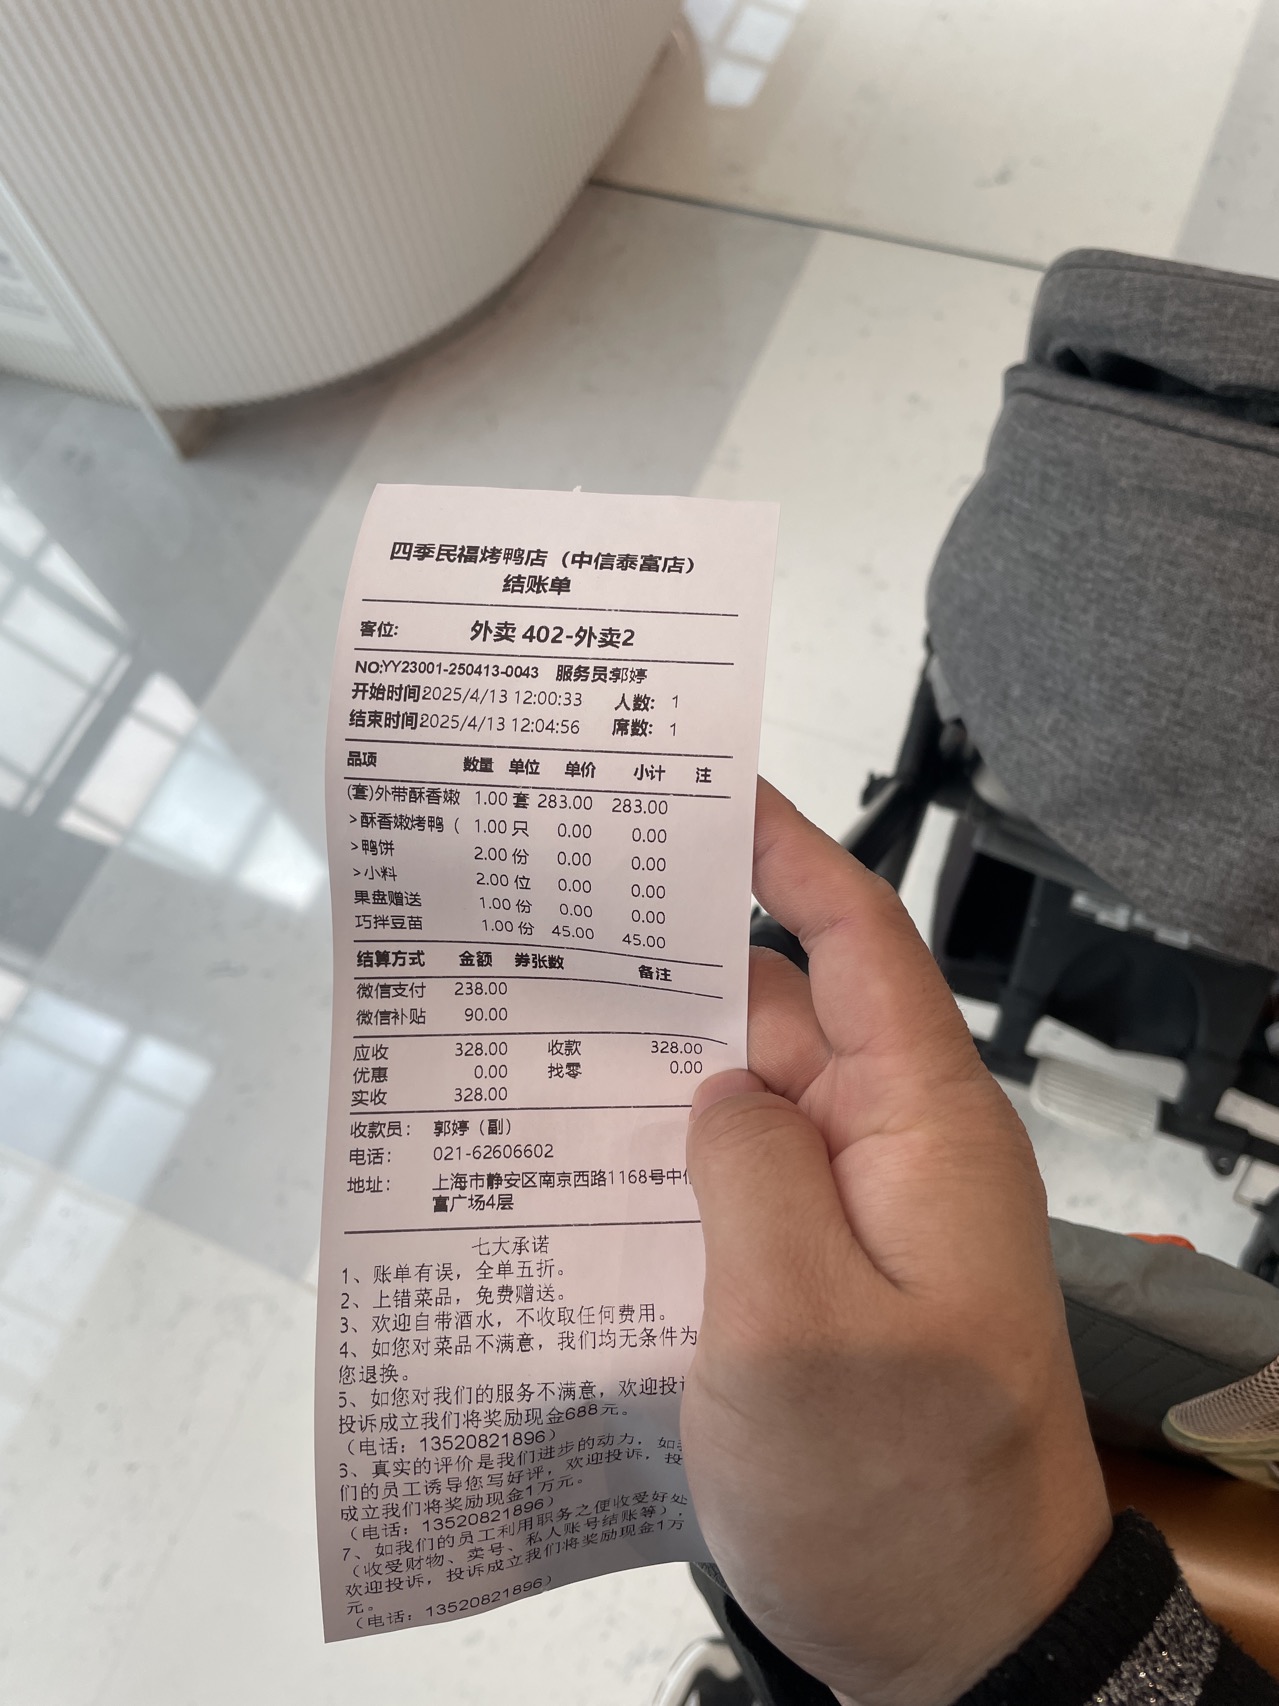 四季民福烤鸭店（中信泰富店）
结账单
客位： 外卖 402-外卖2
NO:YY23001-250413-0043 服务员:郭婷
开始时间2025/4/13 12:00:33 人数： 1
结束时间2025/4/13 12:04:56 席数： 1
品项 数量 单位 单价 小计 注
(套)外带酥香嫩 1.00 套 283.00 283.00
>酥香嫩烤鸭（ 1.00 只 0.00 0.00
>鸭饼 2.00 份 0.00 0.00
>小料 2.00 位 0.00 0.00
果盘赠送 1.00 份 0.00 0.00
巧拌豆苗 1.00 份 45.00 45.00
结算方式 金额 券张数 备注
微信支付 238.00
微信补贴 90.00
应收 328.00 收款 328.00
优惠 0.00 找零 0.00
实收 328.00
收款员： 郭婷（副）
电话： 021-62606602
地址： 上海市静安区南京西路1168号中信
富广场4层
七大承诺
1、账单有误，全单五折。
2、上错菜品，免费赠送。
3、欢迎自带酒水，不收取任何费用。
4、如您对菜品不满意，我们均无条件为
您退换。
5、如您对我们的服务不满意，欢迎投诉
投诉成立我们将奖励现金688元。
（电话：13520821896）
6、真实的评价是我们进步的动力，如我
们的员工诱导您写好评，欢迎投诉，投
成立我们将奖励现金1万元。
（电话：13520821896）
7、如我们的员工利用职务之便收受好处
（收受财物、卖号、私人账号结账等），
欢迎投诉，投诉成立我们将奖励现金1万
元。
（电话：13520821896）